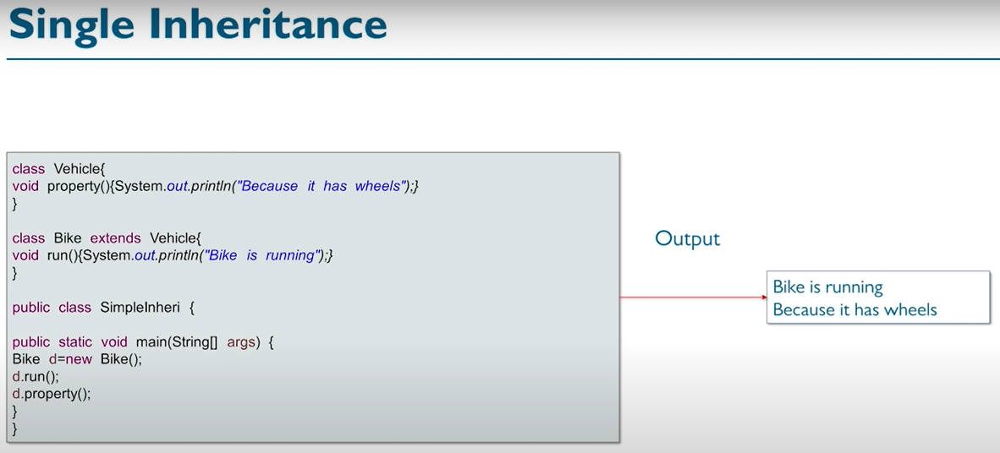 Single Inheritance
class Vehicle{
void property(){System.out.println("Because it has wheels");}
}
class Bike extends Vehicle{
void run(){System.out.println("Bike is running");}
}
public class SimpleInheri {
public static void main(String[] args) {
Bike d=new Bike();
d.run();
d.property();
}
}
Output
Bike is running
Because it has wheels